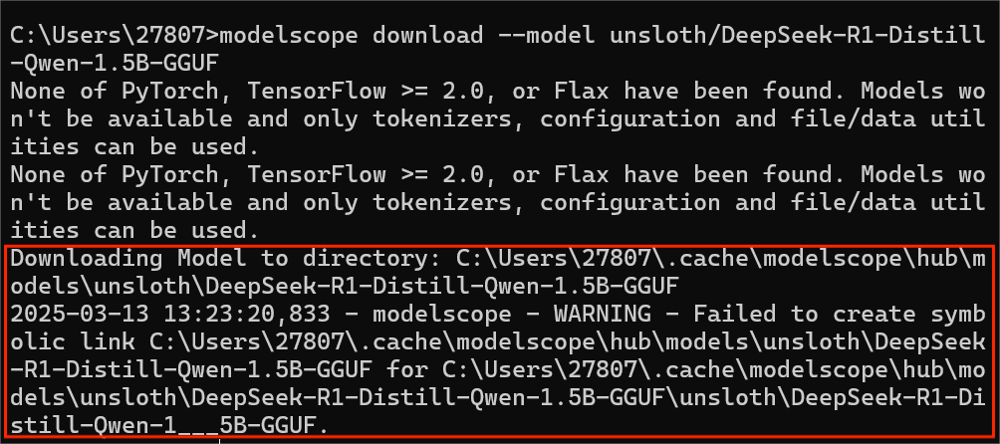 C:\Users\27807>modelscope download --model unsloth/DeepSeek-R1-Distill
-Qwen-1.5B-GGUF
None of PyTorch, TensorFlow >= 2.0, or Flax have been found. Models wo
n't be available and only tokenizers, configuration and file/data util
ities can be used.
None of PyTorch, TensorFlow >= 2.0, or Flax have been found. Models wo
n't be available and only tokenizers, configuration and file/data util
ities can be used.
Downloading Model to directory: C:\Users\27807\.cache\modelscope\hub\m
odels\unsloth\DeepSeek-R1-Distill-Qwen-1.5B-GGUF
2025-03-13 13:23:20,833 - modelscope - WARNING - Failed to create symb
olic link C:\Users\27807\.cache\modelscope\hub\models\unsloth\DeepSeek
-R1-Distill-Qwen-1.5B-GGUF for C:\Users\27807\.cache\modelscope\hub\mo
dels\unsloth\DeepSeek-R1-Distill-Qwen-1.5B-GGUF\unsloth\DeepSeek-R1-Di
still-Qwen-1___5B-GGUF.